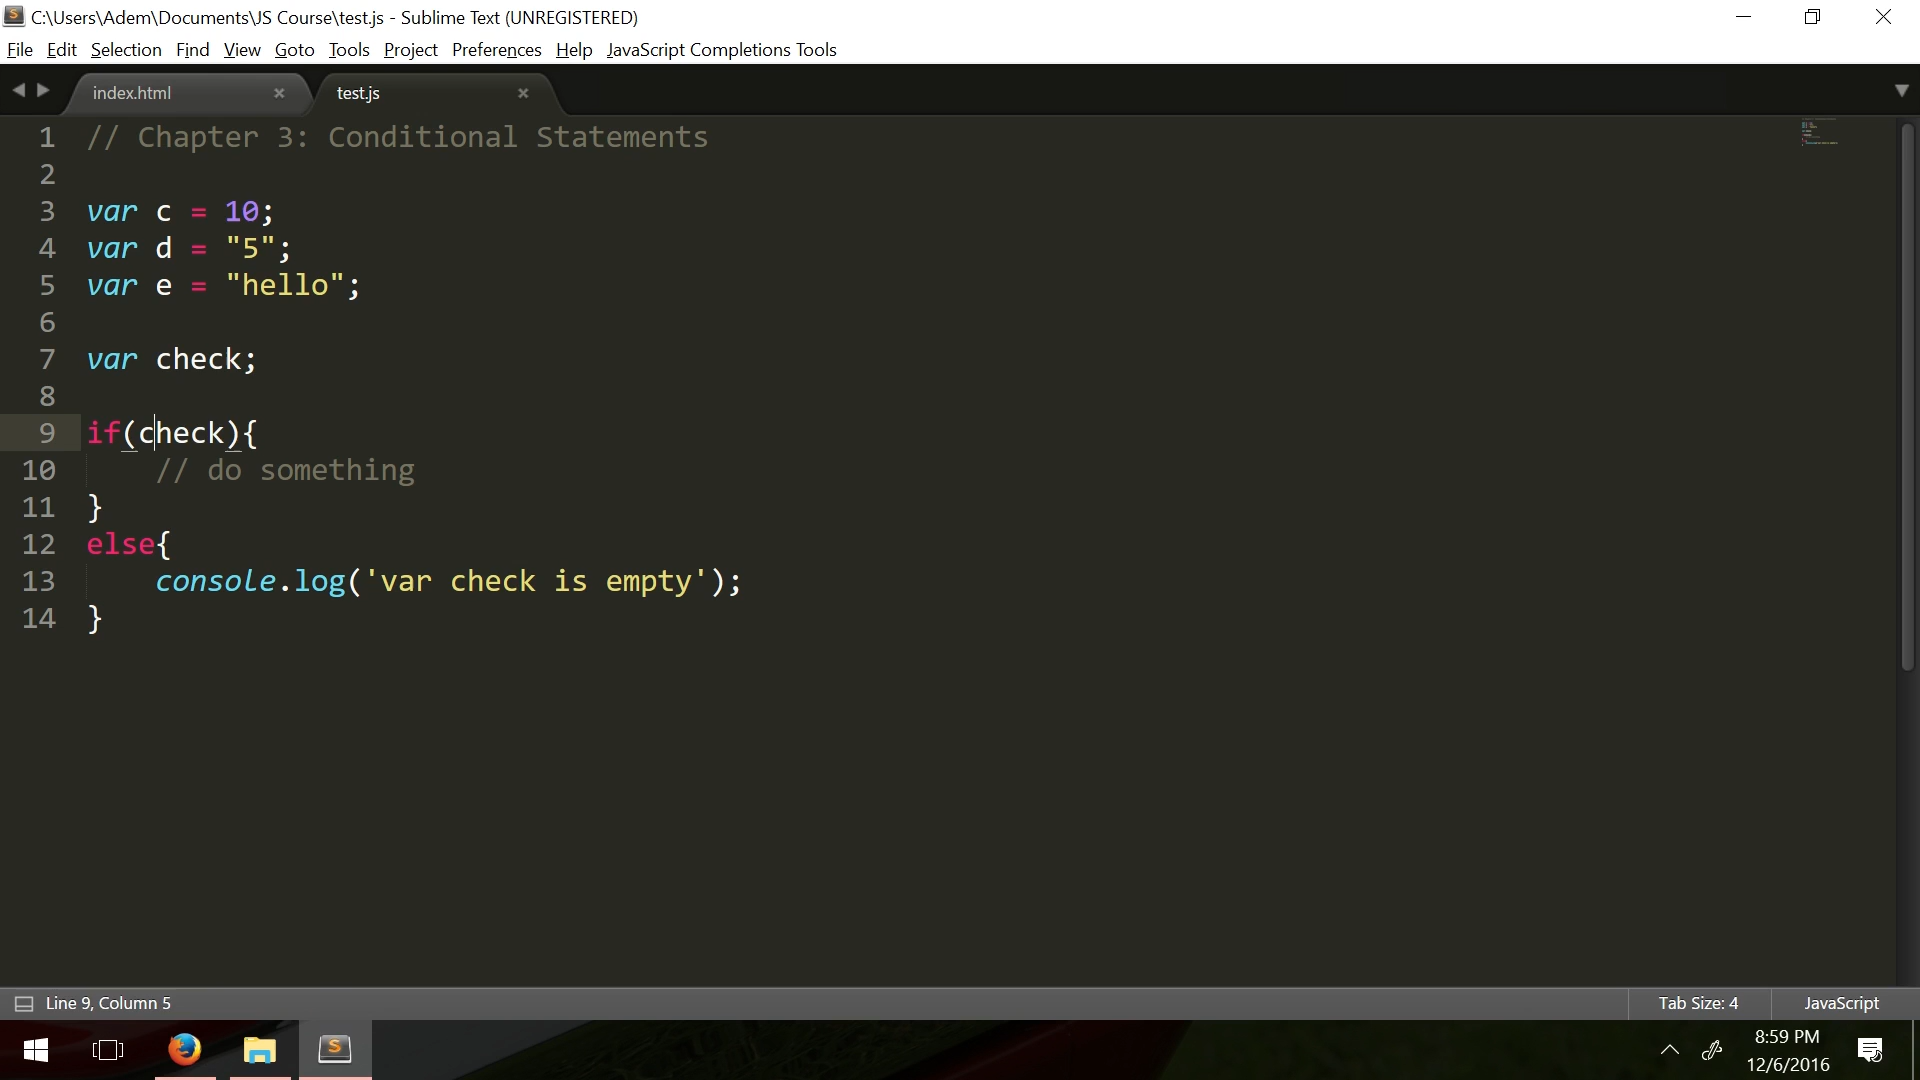 C:\Users\Adem\Documents\JS Course\test.js - Sublime Text (UNREGISTERED)
File Edit Selection Find View Goto Tools Project Preferences Help JavaScript Completions Tools
index.html × test.js ×
1 // Chapter 3: Conditional Statements
2
3 var c = 10;
4 var d = "5";
5 var e = "hello";
6
7 var check;
8
9 if(check){
10 // do something
11 }
12 else{
13 console.log('var check is empty');
14 }
Line 9, Column 5 Tab Size: 4 JavaScript
8:59 PM
12/6/2016